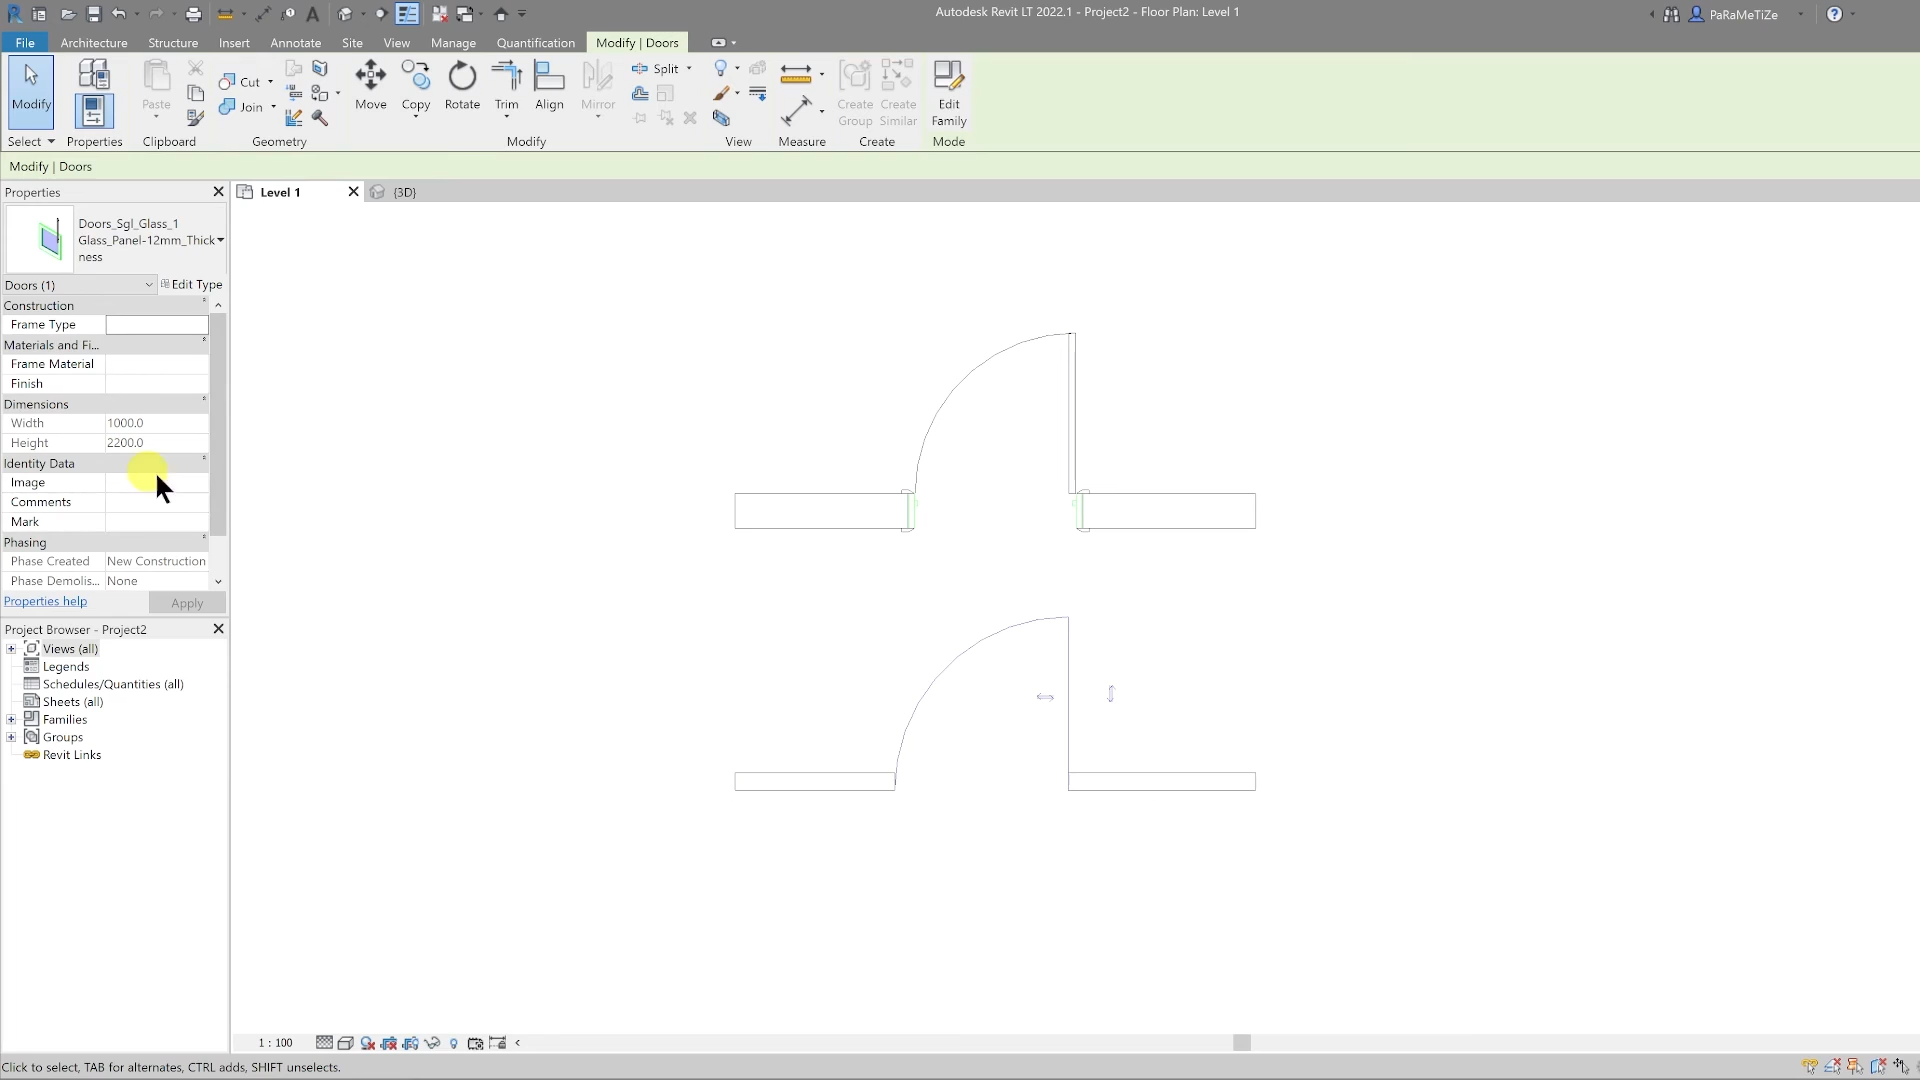 Autodesk Revit LT 2022.1 - Project2 - Floor Plan: Level 1
PaRaMeTiZe
File Architecture Structure Insert Annotate Site View Manage Quantification Modify | Doors
Modify
Paste
Cut
Join
Move Copy Rotate Trim Align Mirror
Split
Create Group
Create Similar
Edit Family
Select Properties Clipboard Geometry Modify View Measure Create Mode
Modify | Doors
Properties
Level 1
{3D}
Doors_Sgl_Glass_1
Glass_Panel-12mm_Thick
ness
Doors (1) Edit Type
Construction
Frame Type
Materials and Fi...
Frame Material
Finish
Dimensions
Width 1000.0
Height 2200.0
Identity Data
Image
Comments
Mark
Phasing
Phase Created New Construction
Phase Demolis... None
Properties help Apply
Project Browser - Project2
Views (all)
Legends
Schedules/Quantities (all)
Sheets (all)
Families
Groups
Revit Links
1 : 100
Click to select, TAB for alternates, CTRL adds, SHIFT unselects.